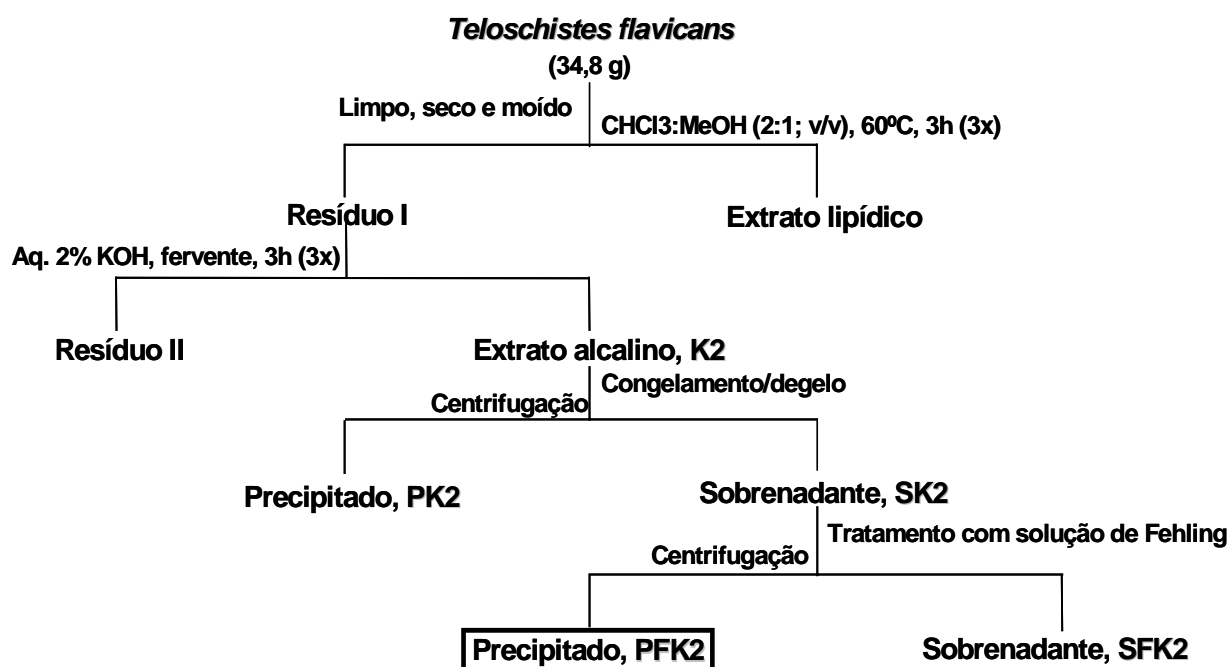 Teloschistes flavicans
(34,8 g)
Limpo, seco e moído
CHCl3:MeOH (2:1; v/v), 60ºC, 3h (3x)
Resíduo I
Extrato lipídico
Aq. 2% KOH, fervente, 3h (3x)
Resíduo II
Extrato alcalino, K2
Congelamento/degelo
Centrifugação
Precipitado, PK2
Sobrenadante, SK2
Tratamento com solução de Fehling
Centrifugação
Precipitado, PFK2
Sobrenadante, SFK2